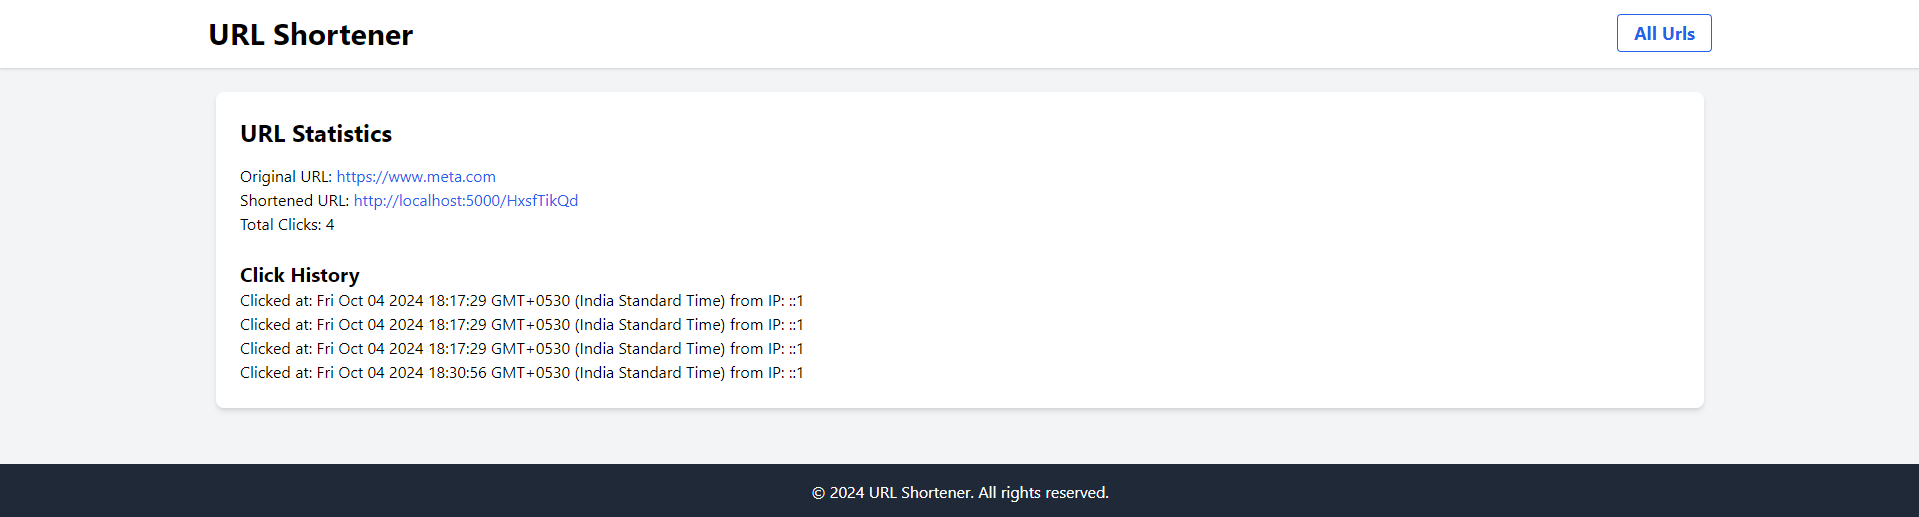 URL Shortener
All Urls
URL Statistics
Original URL: https://www.meta.com
Shortened URL: http://localhost:5000/HxsfTikQd
Total Clicks: 4
Click History
Clicked at: Fri Oct 04 2024 18:17:29 GMT+0530 (India Standard Time) from IP: ::1
Clicked at: Fri Oct 04 2024 18:17:29 GMT+0530 (India Standard Time) from IP: ::1
Clicked at: Fri Oct 04 2024 18:17:29 GMT+0530 (India Standard Time) from IP: ::1
Clicked at: Fri Oct 04 2024 18:30:56 GMT+0530 (India Standard Time) from IP: ::1
© 2024 URL Shortener. All rights reserved.